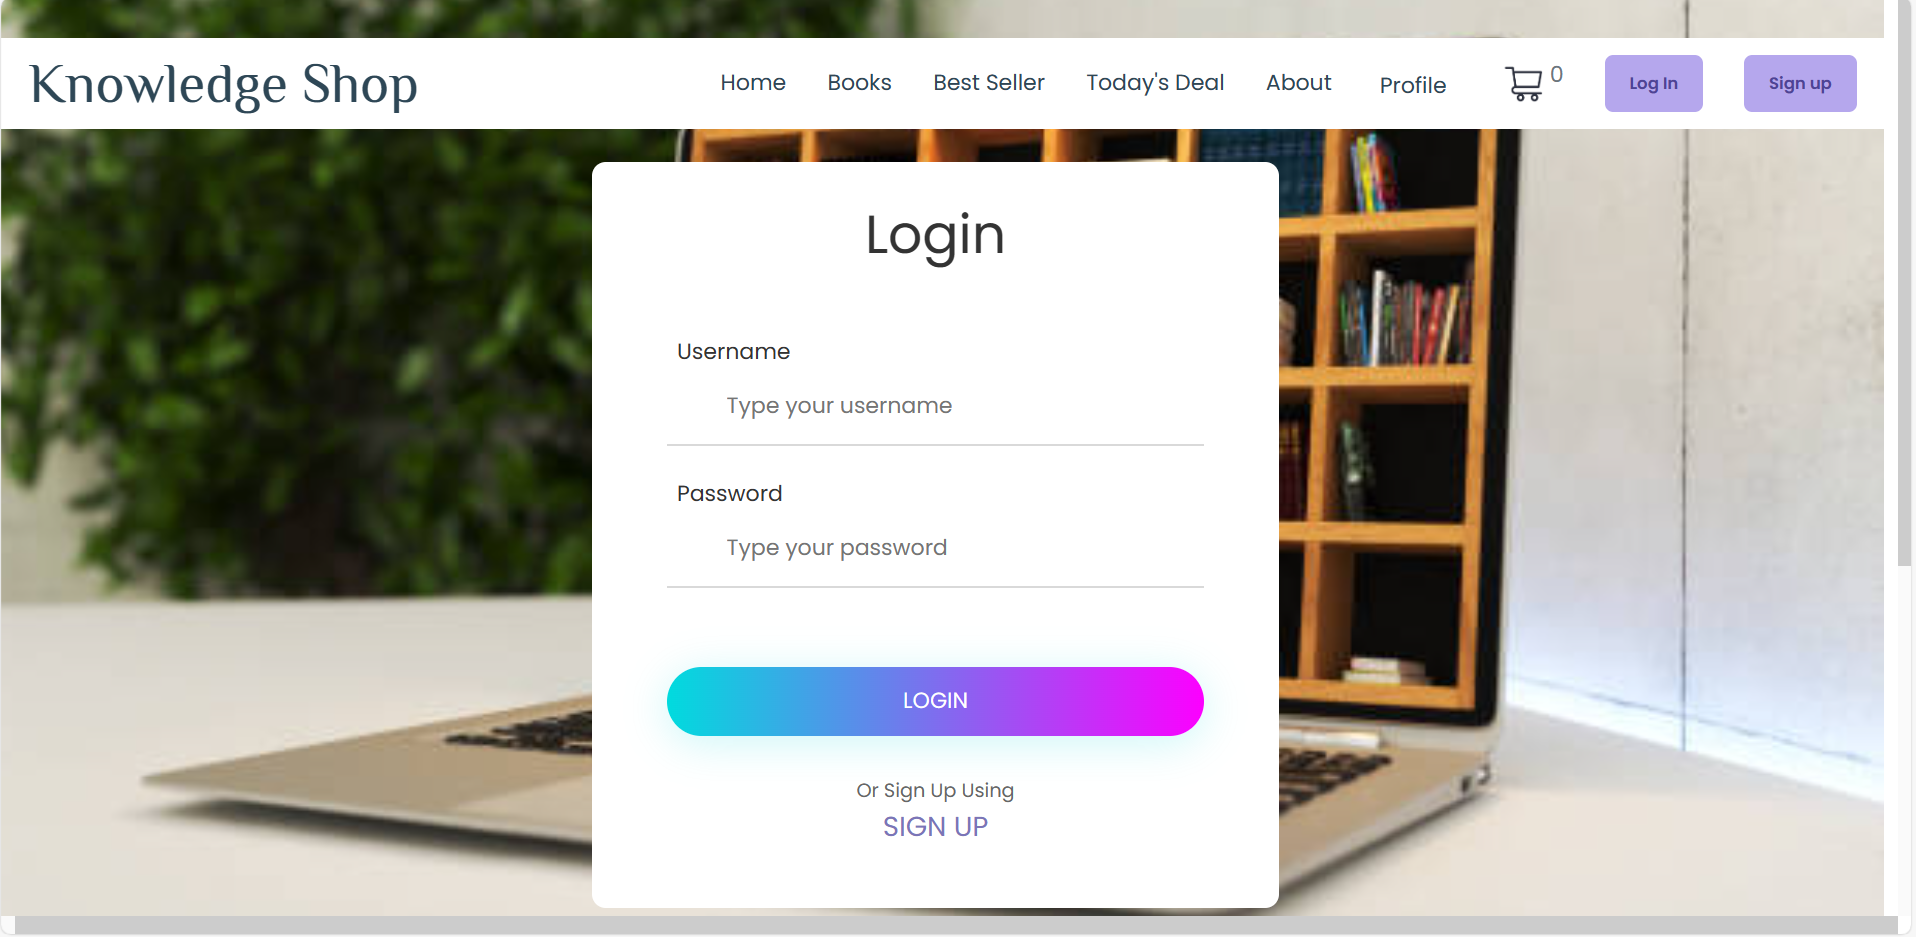 Knowledge Shop Home Books Best Seller Today's Deal About Profile 0 Log In Sign up
Login
Username
Type your username
Password
Type your password
LOGIN
Or Sign Up Using
SIGN UP